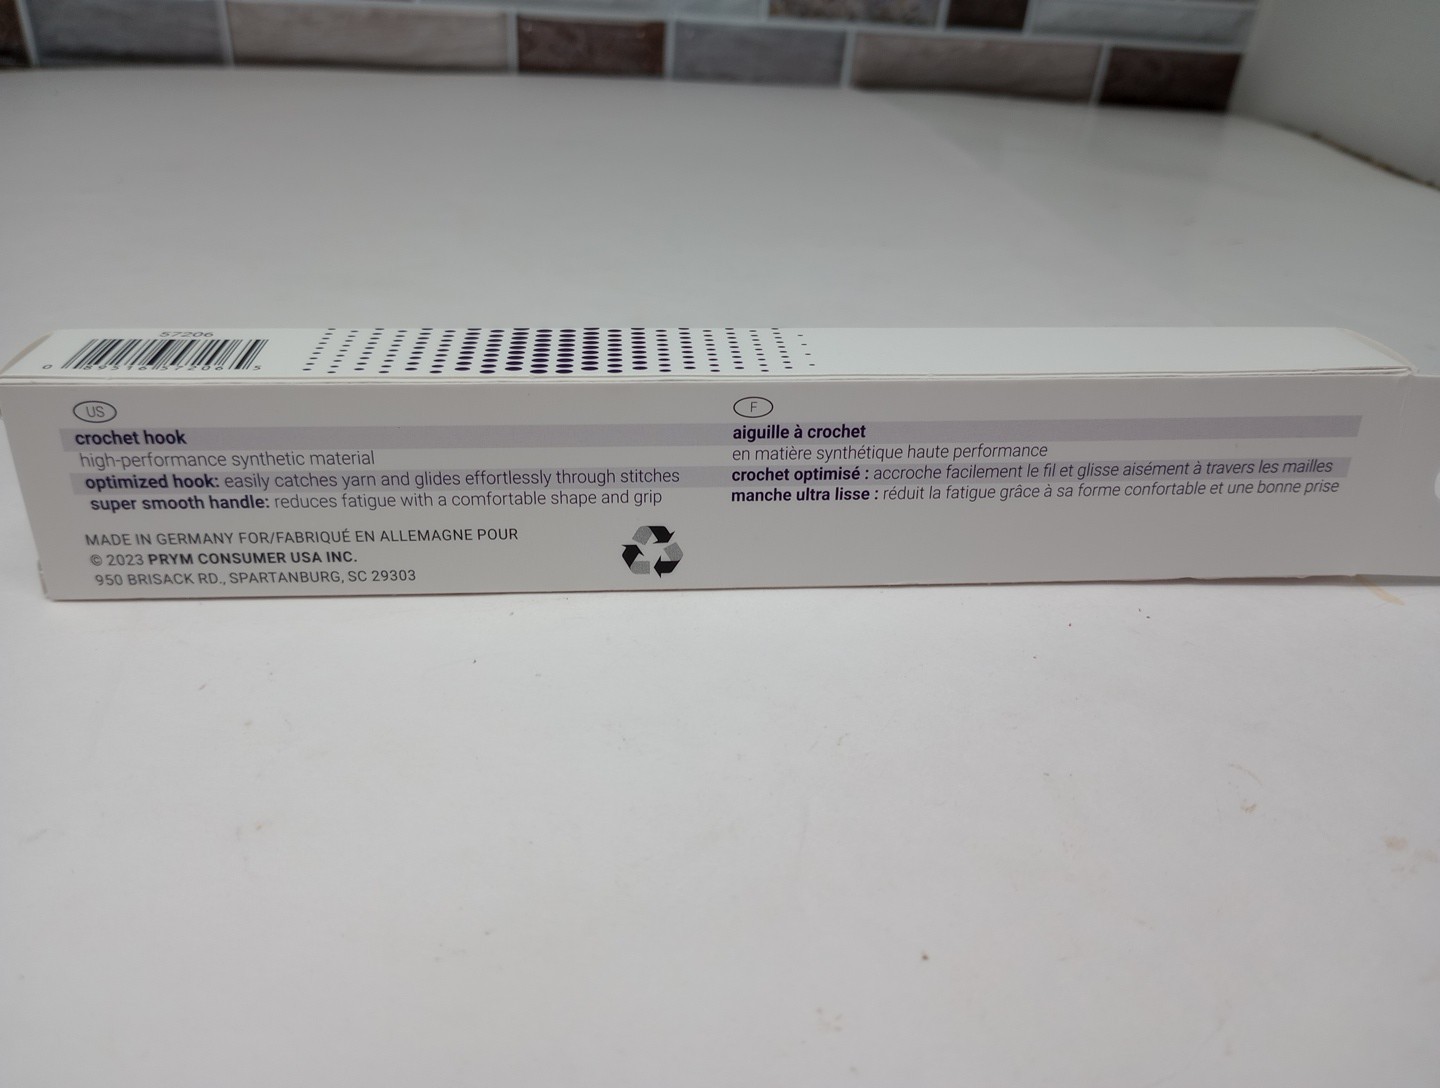 57206
0 86516 57206 3
US
crochet hook
high-performance synthetic material
optimized hook: easily catches yarn and glides effortlessly through stitches
super smooth handle: reduces fatigue with a comfortable shape and grip
MADE IN GERMANY FOR/FABRIQUÉ EN ALLEMAGNE POUR
© 2023 PRYM CONSUMER USA INC.
950 BRISACK RD., SPARTANBURG, SC 29303
F
aiguille à crochet
en matière synthétique haute performance
crochet optimisé : accroche facilement le fil et glisse aisément à travers les mailles
manche ultra lisse : réduit la fatigue grâce à sa forme confortable et une bonne prise